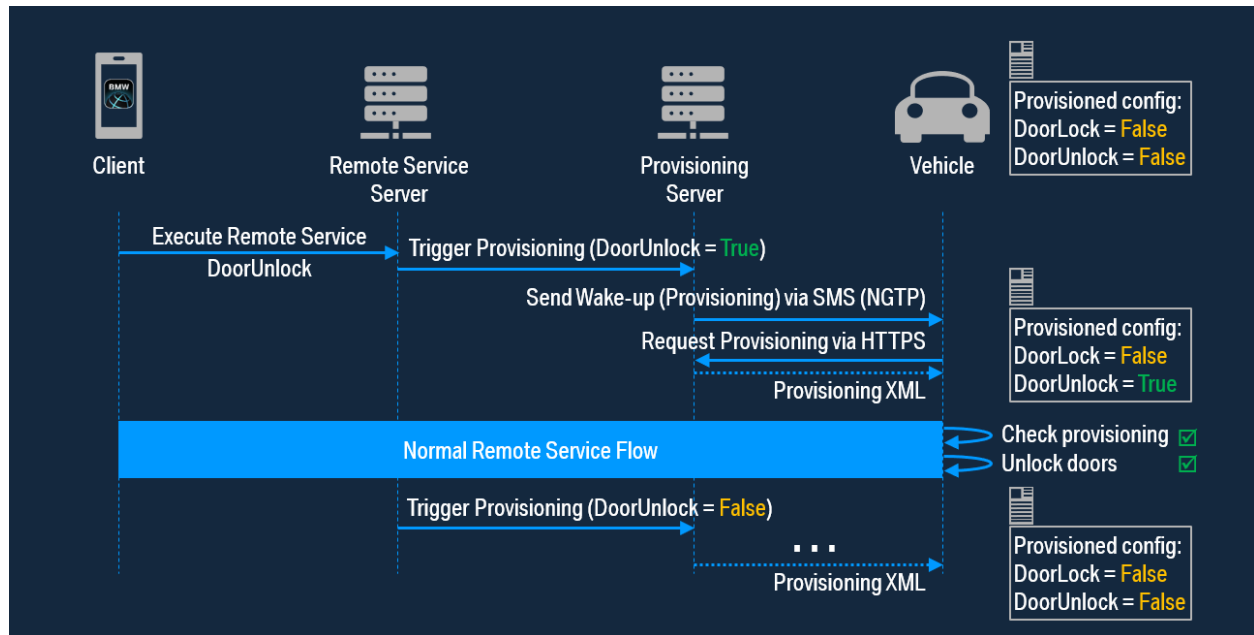 BMW
Client
Remote Service
Server
Provisioning
Server
Vehicle
Provisioned config:
DoorLock = False
DoorUnlock = False
Execute Remote Service
DoorUnlock
Trigger Provisioning (DoorUnlock = True)
Send Wake-up (Provisioning) via SMS (NGTP)
Request Provisioning via HTTPS
Provisioning XML
Provisioned config:
DoorLock = False
DoorUnlock = True
Normal Remote Service Flow
Check provisioning
Unlock doors
Trigger Provisioning (DoorUnlock = False)
...
Provisioning XML
Provisioned config:
DoorLock = False
DoorUnlock = False